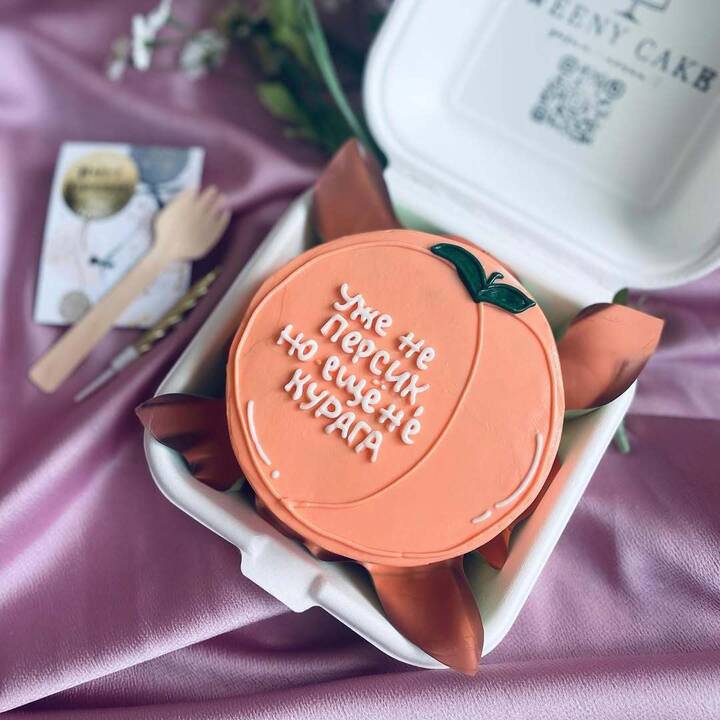 уже не
персик
но ещё не
курага
EENY CAKE